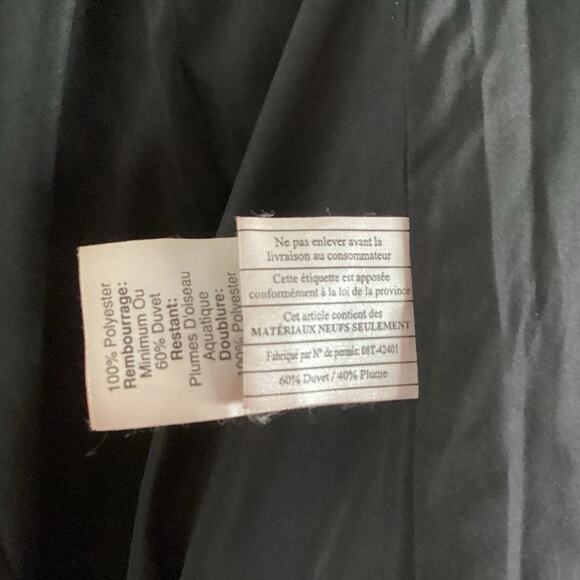 100% Polyester
Rembourrage:
Minimum Ou
60% Duvet
Restant:
Plumes D'oiseau
Aquatique
Doublure:
100% Polyester
Ne pas enlever avant la
livraison au consommateur
Cette étiquette est apposée
conformément à la loi de la province
Cet article contient des
MATÉRIAUX NEUFS SEULEMENT
Fabriqué par N° de permis: 08T-42401
60% Duvet / 40% Plume